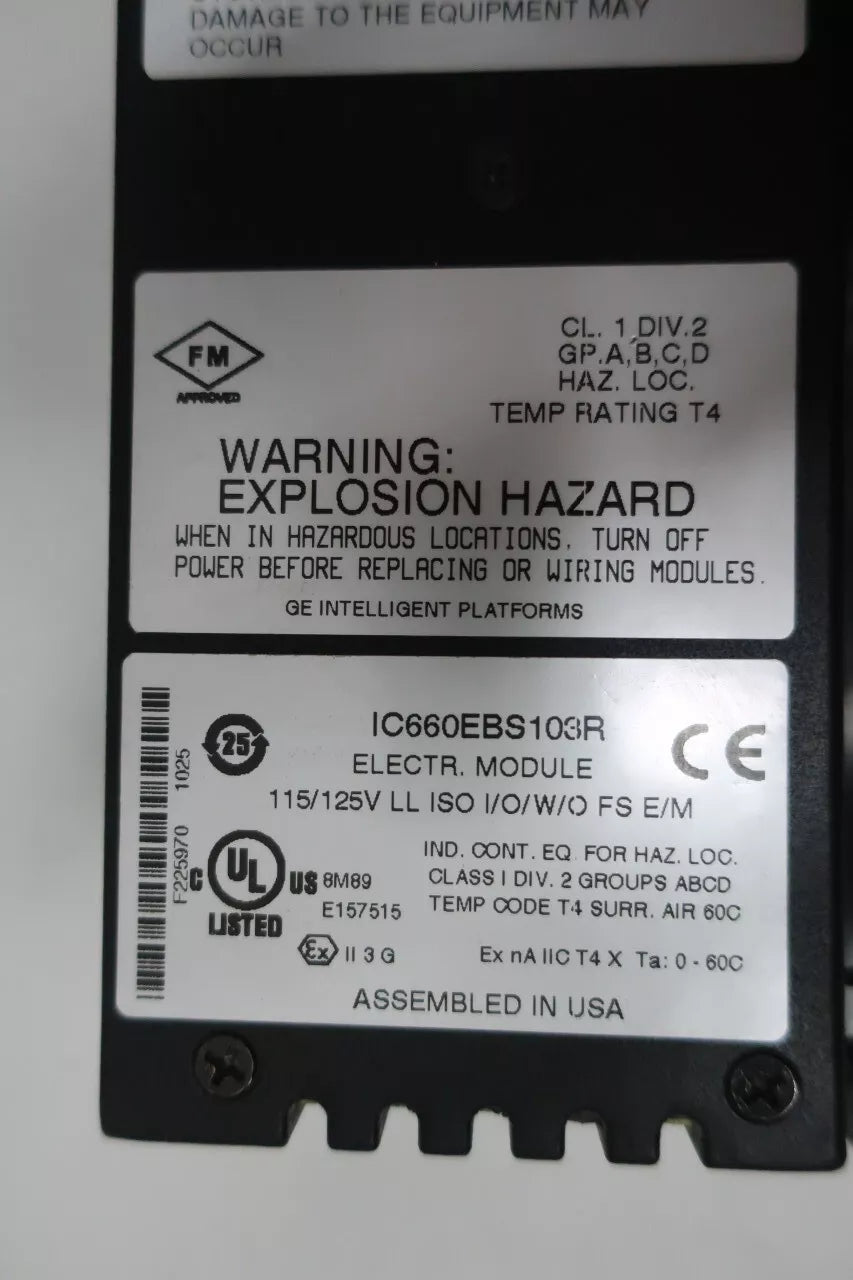 DAMAGE TO THE EQUIPMENT MAY
OCCUR
FM
APPROVED
CL. 1 DIV.2
GP.A,B,C,D
HAZ. LOC.
TEMP RATING T4
WARNING:
EXPLOSION HAZARD
WHEN IN HAZARDOUS LOCATIONS, TURN OFF
POWER BEFORE REPLACING OR WIRING MODULES.
GE INTELLIGENT PLATFORMS
F225970 1025
25
IC660EBS103R
CE
ELECTR. MODULE
115/125V LL ISO I/O/W/O FS E/M
C UL US
LISTED
8M89
E157515
IND. CONT. EQ. FOR HAZ. LOC.
CLASS I DIV. 2 GROUPS ABCD
TEMP CODE T4 SURR. AIR 60C
Ex II 3 G
Ex nA IIC T4 X Ta: 0 - 60C
ASSEMBLED IN USA